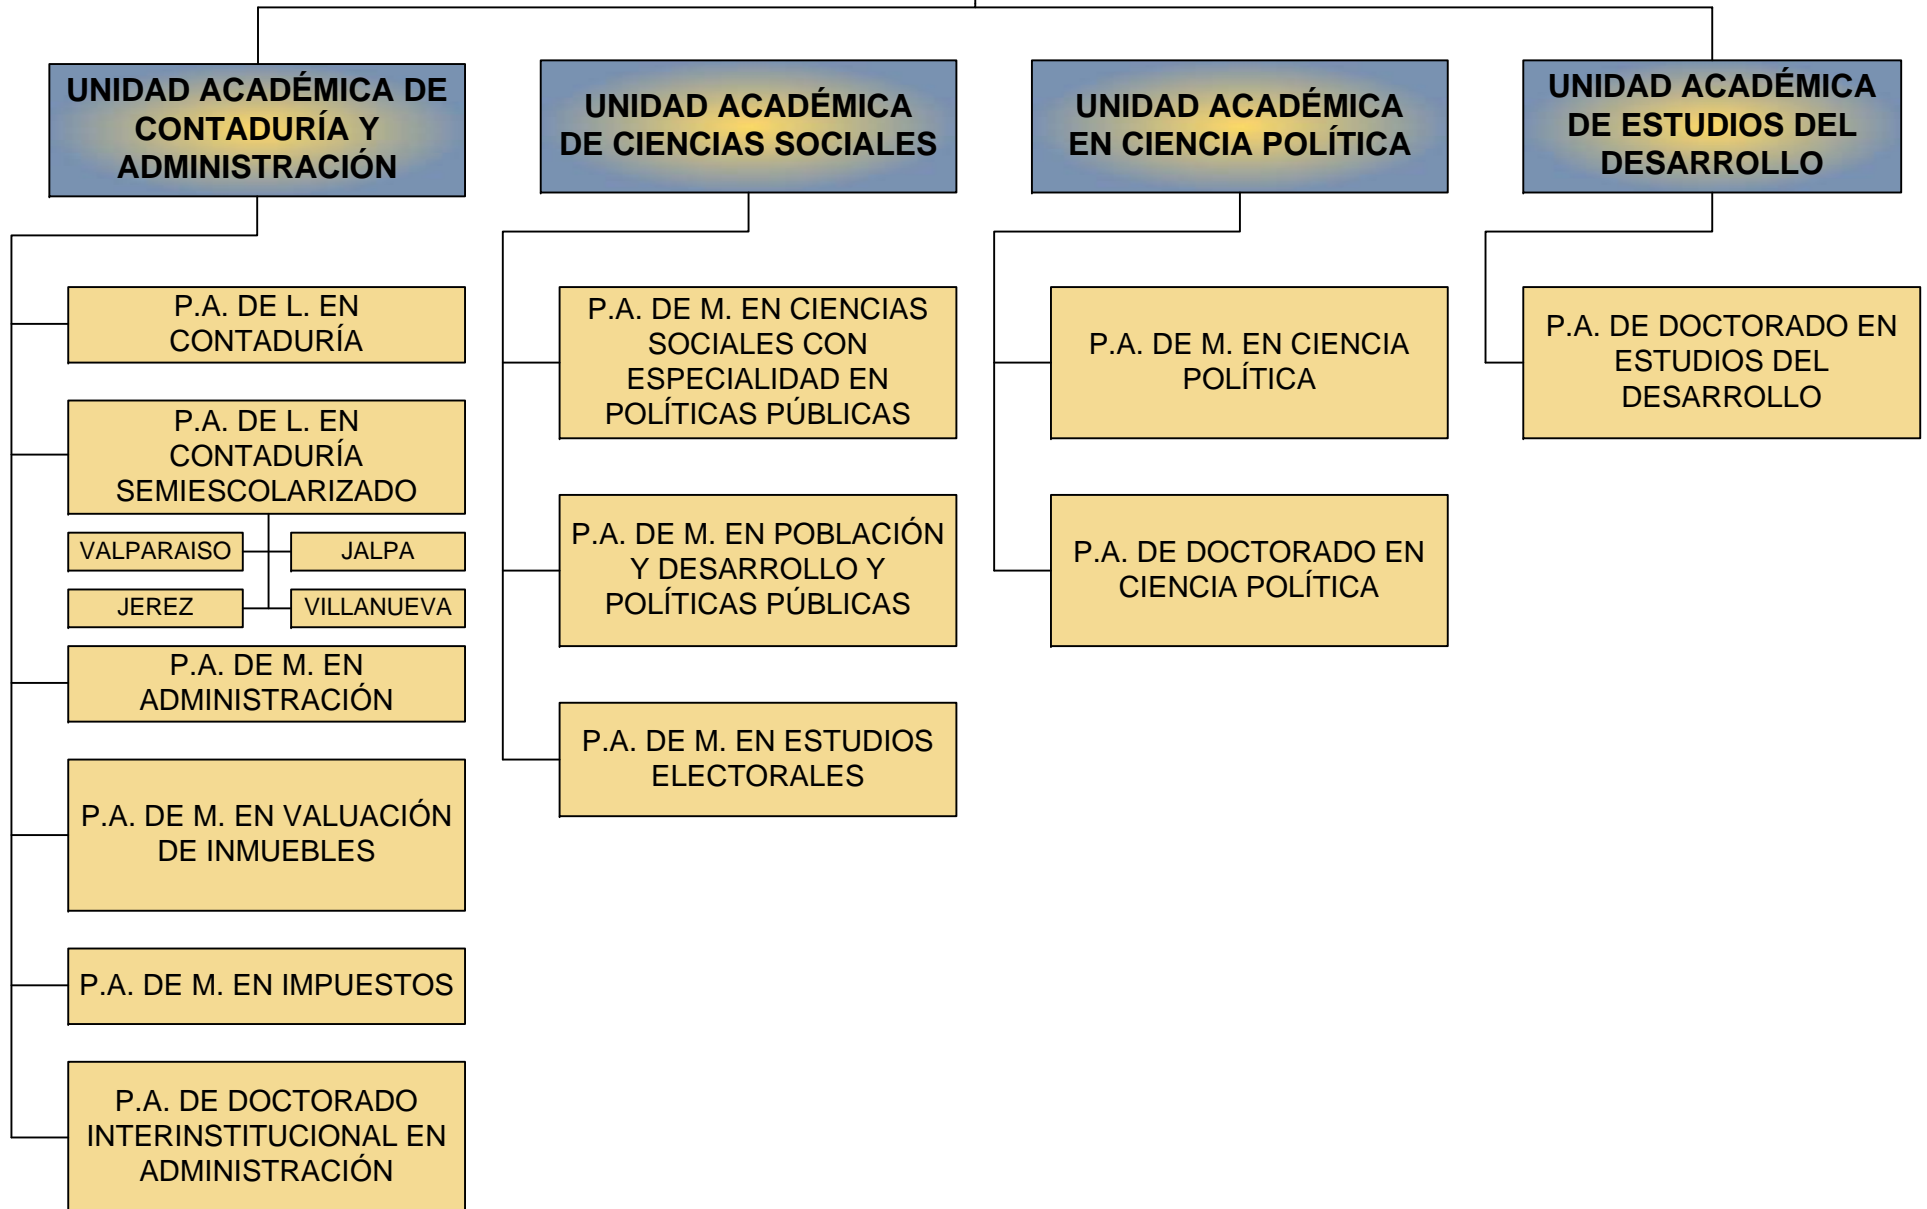 UNIDAD ACADÉMICA DE
CONTADURÍA Y
ADMINISTRACIÓN
P.A. DE L. EN
CONTADURÍA
P.A. DE L. EN
CONTADURÍA
SEMIESCOLARIZADO
VALPARAISO
JALPA
JEREZ
VILLANUEVA
P.A. DE M. EN
ADMINISTRACIÓN
P.A. DE M. EN VALUACIÓN
DE INMUEBLES
P.A. DE M. EN IMPUESTOS
P.A. DE DOCTORADO
INTERINSTITUCIONAL EN
ADMINISTRACIÓN
UNIDAD ACADÉMICA
DE CIENCIAS SOCIALES
P.A. DE M. EN CIENCIAS
SOCIALES CON
ESPECIALIDAD EN
POLÍTICAS PÚBLICAS
P.A. DE M. EN POBLACIÓN
Y DESARROLLO Y
POLÍTICAS PÚBLICAS
P.A. DE M. EN ESTUDIOS
ELECTORALES
UNIDAD ACADÉMICA
EN CIENCIA POLÍTICA
P.A. DE M. EN CIENCIA
POLÍTICA
P.A. DE DOCTORADO EN
CIENCIA POLÍTICA
UNIDAD ACADÉMICA
DE ESTUDIOS DEL
DESARROLLO
P.A. DE DOCTORADO EN
ESTUDIOS DEL
DESARROLLO